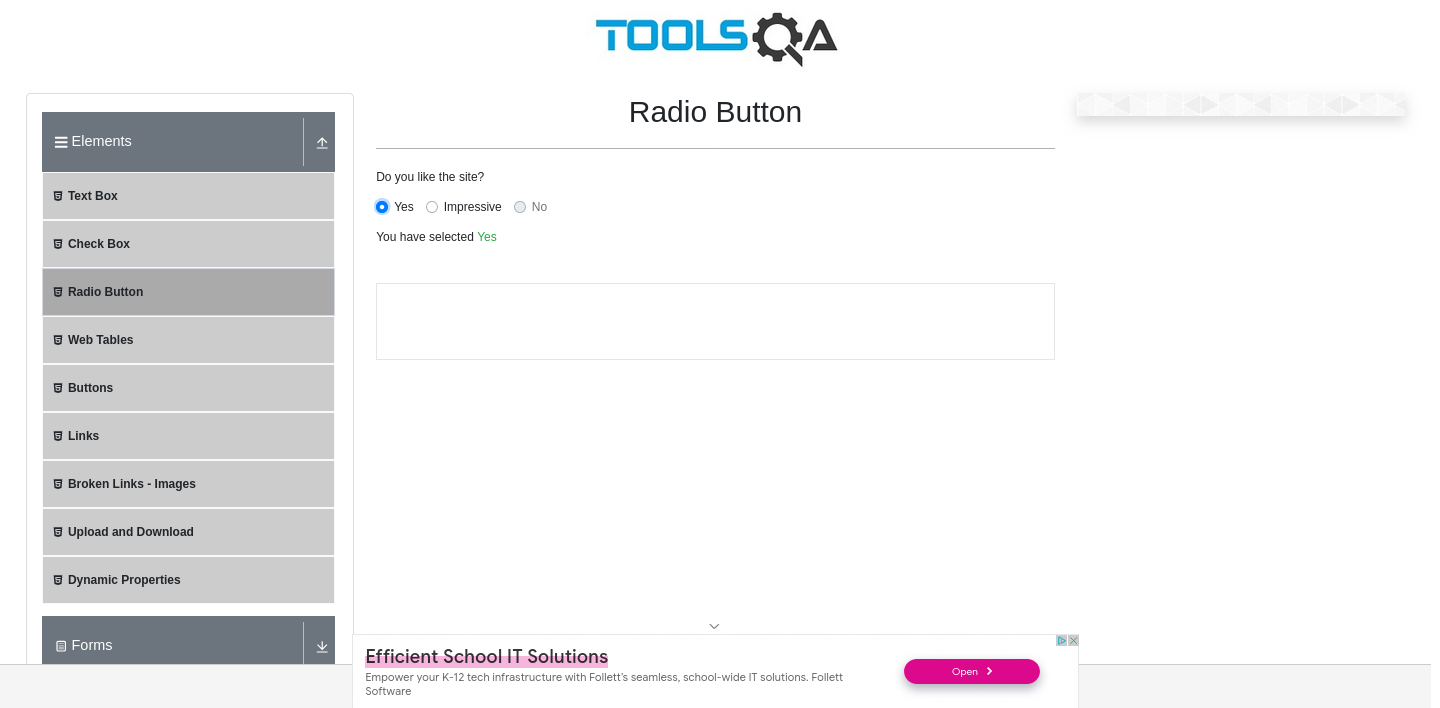 TOOLSQA
Elements
Text Box
Check Box
Radio Button
Web Tables
Buttons
Links
Broken Links - Images
Upload and Download
Dynamic Properties
Forms
Radio Button
Do you like the site?
Yes Impressive No
You have selected Yes
Efficient School IT Solutions
Empower your K-12 tech infrastructure with Follett's seamless, school-wide IT solutions. Follett
Software
Open